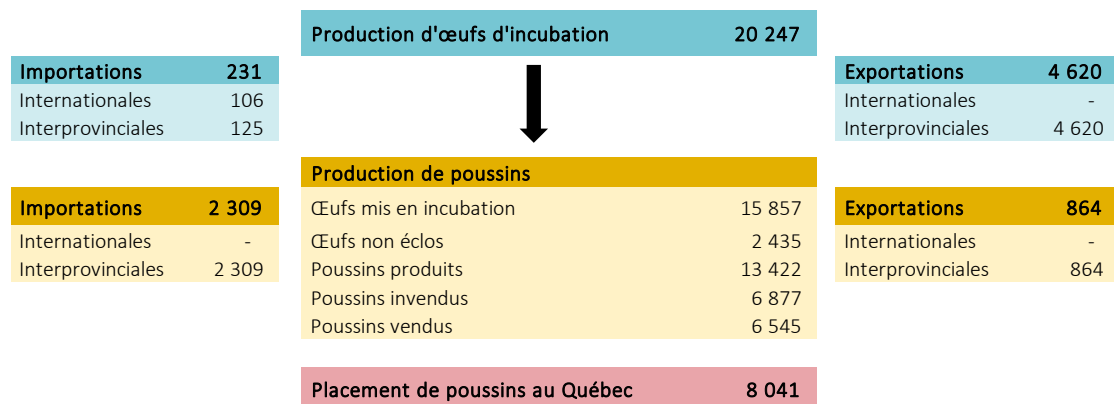 Production d'œufs d'incubation 20 247
Importations 231
Internationales 106
Interprovinciales 125
Exportations 4 620
Internationales -
Interprovinciales 4 620
Production de poussins
Œufs mis en incubation 15 857
Œufs non éclos 2 435
Poussins produits 13 422
Poussins invendus 6 877
Poussins vendus 6 545
Importations 2 309
Internationales -
Interprovinciales 2 309
Exportations 864
Internationales -
Interprovinciales 864
Placement de poussins au Québec 8 041